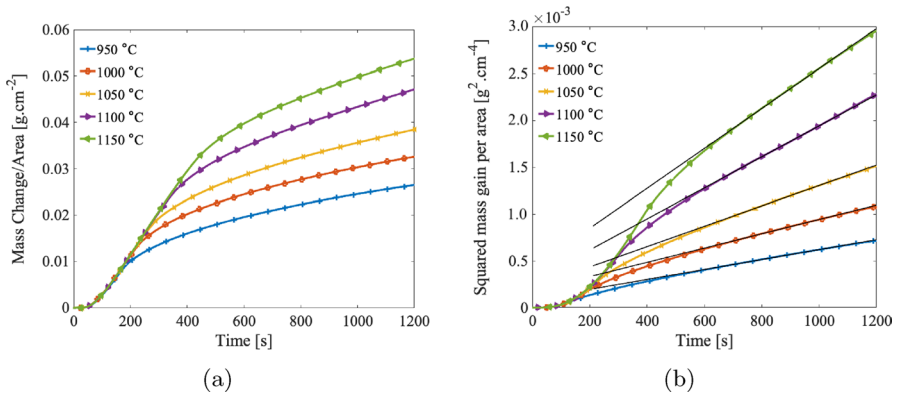 0.06
0.05
0.04
0.03
0.02
0.01
0
Mass Change/Area [g.cm-2]
950 °C
1000 °C
1050 °C
1100 °C
1150 °C
0 200 400 600 800 1000 1200
Time [s]
(a)
×10-3
3.0
2.5
2.0
1.5
1.0
0.5
0
Squared mass gain per area [g2.cm-4]
950 °C
1000 °C
1050 °C
1100 °C
1150 °C
0 200 400 600 800 1000 1200
Time [s]
(b)